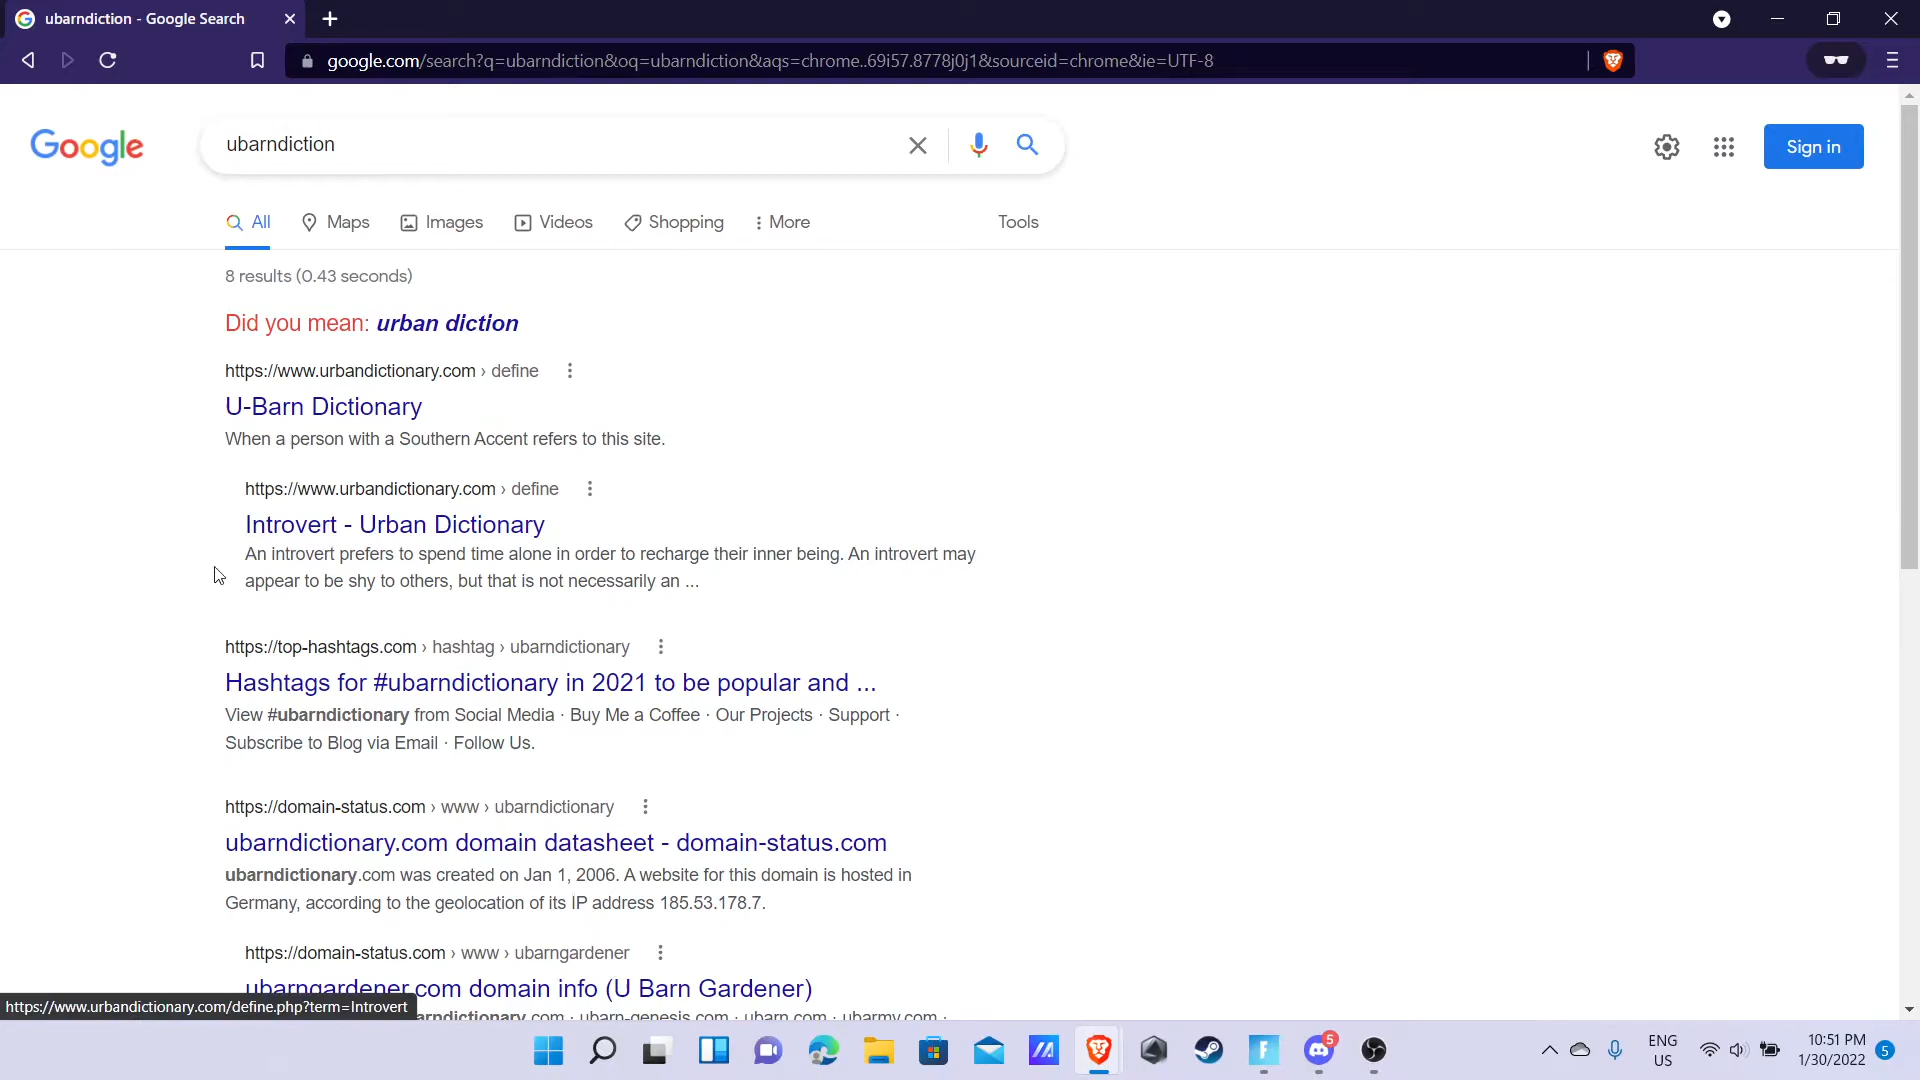 ubarndiction - Google Search
google.com/search?q=ubarndiction&oq=ubarndiction&aqs=chrome..69i57.8778j0j1&sourceid=chrome&ie=UTF-8
Google
ubarndiction
Sign in
All Maps Images Videos Shopping More Tools
8 results (0.43 seconds)
Did you mean: urban diction
https://www.urbandictionary.com › define
U-Barn Dictionary
When a person with a Southern Accent refers to this site.
https://www.urbandictionary.com › define
Introvert - Urban Dictionary
An introvert prefers to spend time alone in order to recharge their inner being. An introvert may
appear to be shy to others, but that is not necessarily an ...
https://top-hashtags.com › hashtag › ubarndictionary
Hashtags for #ubarndictionary in 2021 to be popular and ...
View #ubarndictionary from Social Media · Buy Me a Coffee · Our Projects · Support ·
Subscribe to Blog via Email · Follow Us.
https://domain-status.com › www › ubarndictionary
ubarndictionary.com domain datasheet - domain-status.com
ubarndictionary.com was created on Jan 1, 2006. A website for this domain is hosted in
Germany, according to the geolocation of its IP address 185.53.178.7.
https://domain-status.com › www › ubarngardener
ubarngardener.com domain info (U Barn Gardener)
https://www.urbandictionary.com/define.php?term=Introvert
arndictionary.com · ubarn-genesis.com · ubarn.com · ubarmy.com ·
5
ENG
US
10:51 PM
1/30/2022
5